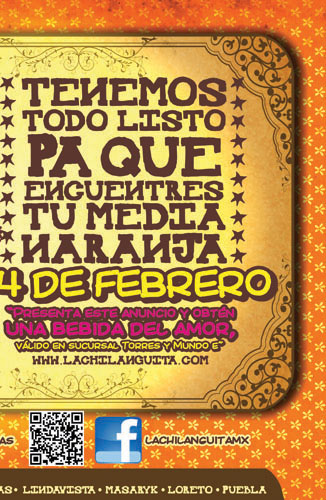 TENEMOS
TODO LISTO
PA QUE
ENCUENTRES
TU MEDIA
NARANJA
4 DE FEBRERO
"PRESENTA ESTE ANUNCIO Y OBTÉN
UNA BEBIDA DEL AMOR,
VÁLIDO EN SUCURSAL TORRES Y MUNDO E"
WWW.LACHILANGUITA.COM
AS
LACHILANGUITAMX
AS • LINDAVISTA • MASARYK • LORETO • PUEBLA